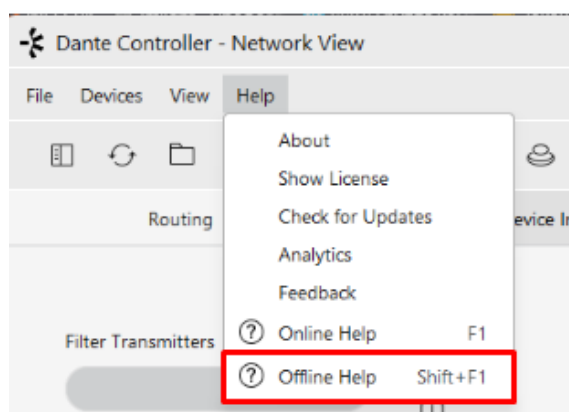 Dante Controller - Network View
File Devices View Help
About
Show License
Routing Check for Updates evice I
Analytics
Feedback
Filter Transmitters Online Help F1
Offline Help Shift+F1